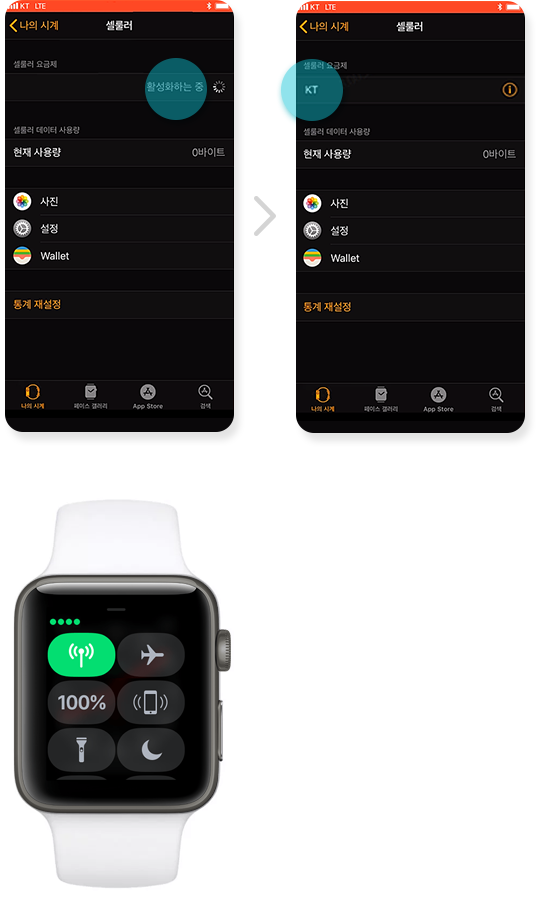 KT LTE
나의 시계
셀룰러
셀룰러 요금제
활성화하는 중
셀룰러 데이터 사용량
현재 사용량
0바이트
사진
설정
Wallet
통계 재설정
나의 시계
페이스 갤러리
App Store
검색
KT LTE
나의 시계
셀룰러
셀룰러 요금제
KT
셀룰러 데이터 사용량
현재 사용량
0바이트
사진
설정
Wallet
통계 재설정
나의 시계
페이스 갤러리
App Store
검색
100%